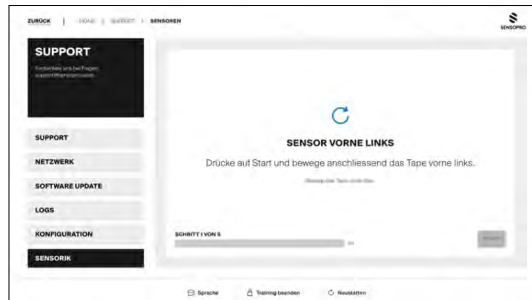 ZURÜCK | HOME | SUPPORT | SENSOREN
SENSOPRO
SUPPORT
SUPPORT
NETZWERK
SOFTWARE UPDATE
LOGS
KONFIGURATION
SENSORIK
SENSOR VORNE LINKS
Drücke auf Start und bewege anschliessend das Tape vorne links.
SCHRITT 1 VON 5
Sprache
Training beenden
Neustarten